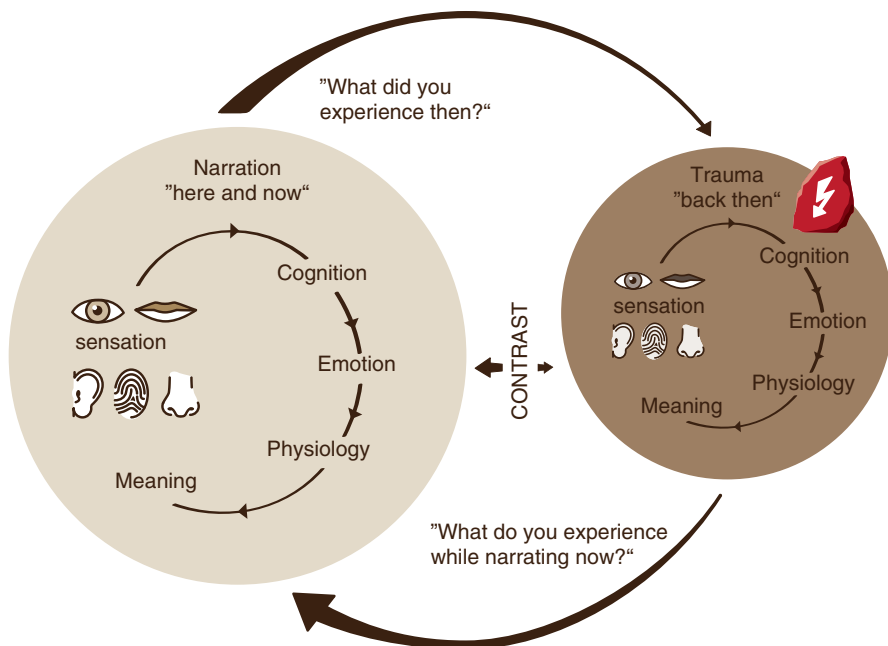 ”What did you
experience then?“
Narration
”here and now“
Cognition
sensation
Emotion
Physiology
Meaning
CONTRAST
Trauma
”back then“
Cognition
sensation
Emotion
Physiology
Meaning
”What do you experience
while narrating now?“